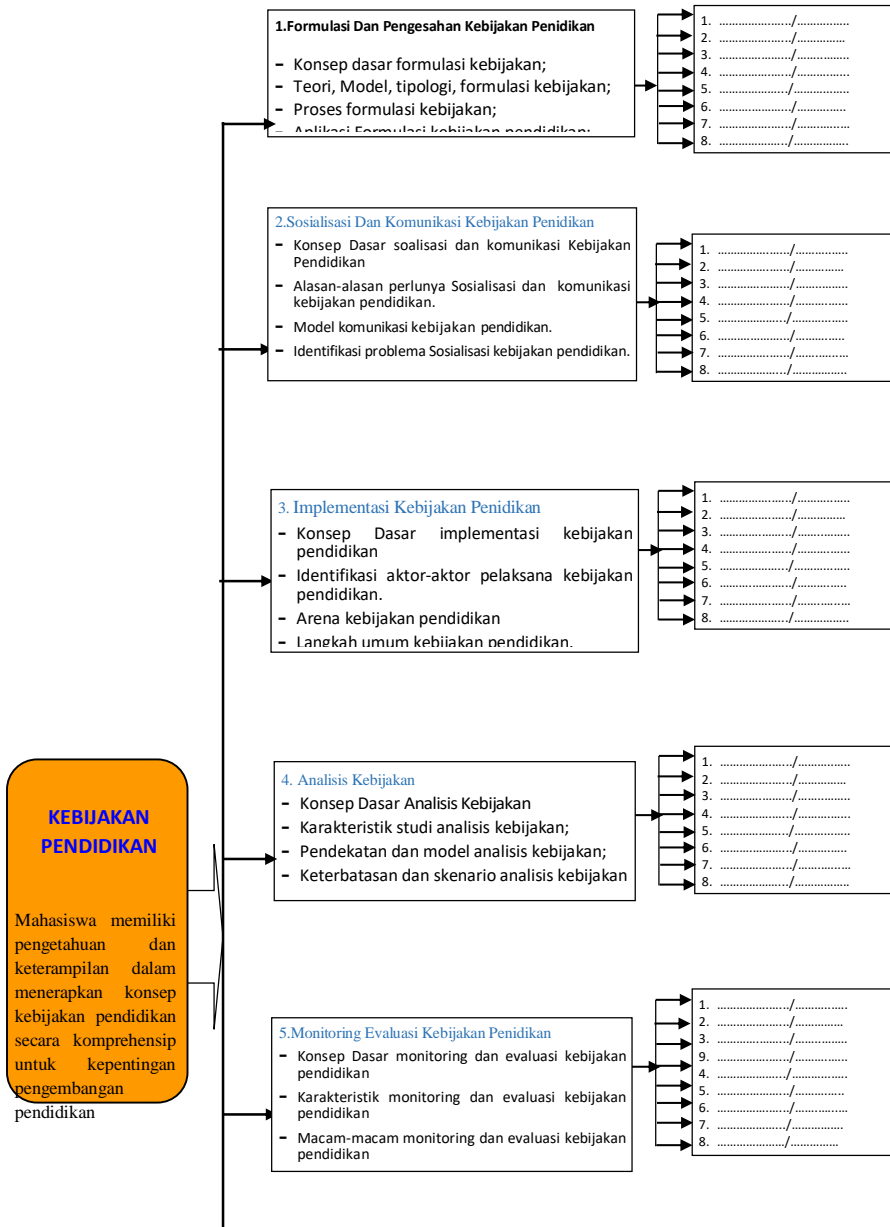 1.Formulasi Dan Pengesahan Kebijakan Penidikan
- Konsep dasar formulasi kebijakan;
- Teori, Model, tipologi, formulasi kebijakan;
- Proses formulasi kebijakan;
- Aplikasi Formulasi kebijakan pendidikan;
1. ...................../...............
2. ...................../..............
3. ...................../...............
4. ...................../...............
5. ...................../...............
6. ...................../..............
7. ...................../...............
8. ...................../................
2.Sosialisasi Dan Komunikasi Kebijakan Penidikan
- Konsep Dasar soalisasi dan komunikasi Kebijakan
Pendidikan
- Alasan-alasan perlunya Sosialisasi dan komunikasi
kebijakan pendidikan.
- Model komunikasi kebijakan pendidikan.
- Identifikasi problema Sosialisasi kebijakan pendidikan.
1. ...................../...............
2. ...................../..............
3. ...................../...............
4. ...................../...............
5. ...................../...............
6. ...................../..............
7. ...................../...............
8. ...................../................
3. Implementasi Kebijakan Penidikan
- Konsep Dasar implementasi kebijakan
pendidikan
- Identifikasi aktor-aktor pelaksana kebijakan
pendidikan.
- Arena kebijakan pendidikan
- Langkah umum kebijakan pendidikan.
1. ...................../...............
2. ...................../..............
3. ...................../...............
4. ...................../...............
5. ...................../...............
6. ...................../..............
7. ...................../...............
8. ...................../................
KEBIJAKAN
PENDIDIKAN
Mahasiswa memiliki
pengetahuan dan
keterampilan dalam
menerapkan konsep
kebijakan pendidikan
secara komprehensip
untuk kepentingan
pengembangan
pendidikan
4. Analisis Kebijakan
- Konsep Dasar Analisis Kebijakan
- Karakteristik studi analisis kebijakan;
- Pendekatan dan model analisis kebijakan;
- Keterbatasan dan skenario analisis kebijakan
1. ...................../...............
2. ...................../..............
3. ...................../...............
4. ...................../...............
5. ...................../...............
6. ...................../..............
7. ...................../...............
8. ...................../................
5.Monitoring Evaluasi Kebijakan Penidikan
- Konsep Dasar monitoring dan evaluasi kebijakan
pendidikan
- Karakteristik monitoring dan evaluasi kebijakan
pendidikan
- Macam-macam monitoring dan evaluasi kebijakan
pendidikan
1. ...................../...............
2. ...................../..............
3. ...................../...............
9. ...................../...............
4. ...................../...............
5. ...................../..............
6. ...................../...............
7. ...................../..............
8. ..................../..............